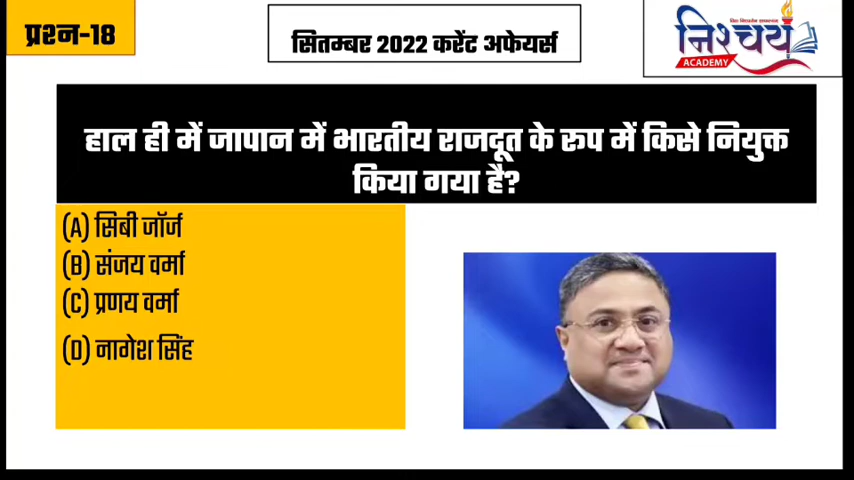 प्रश्न-18
सितम्बर 2022 करेंट अफेयर्स
निश्चय
ACADEMY
हाल ही में जापान में भारतीय राजदूत के रूप में किसे नियुक्त
किया गया है?
(A) सिबी जॉर्ज
(B) संजय वर्मा
(C) प्रणय वर्मा
(D) नागेश सिंह